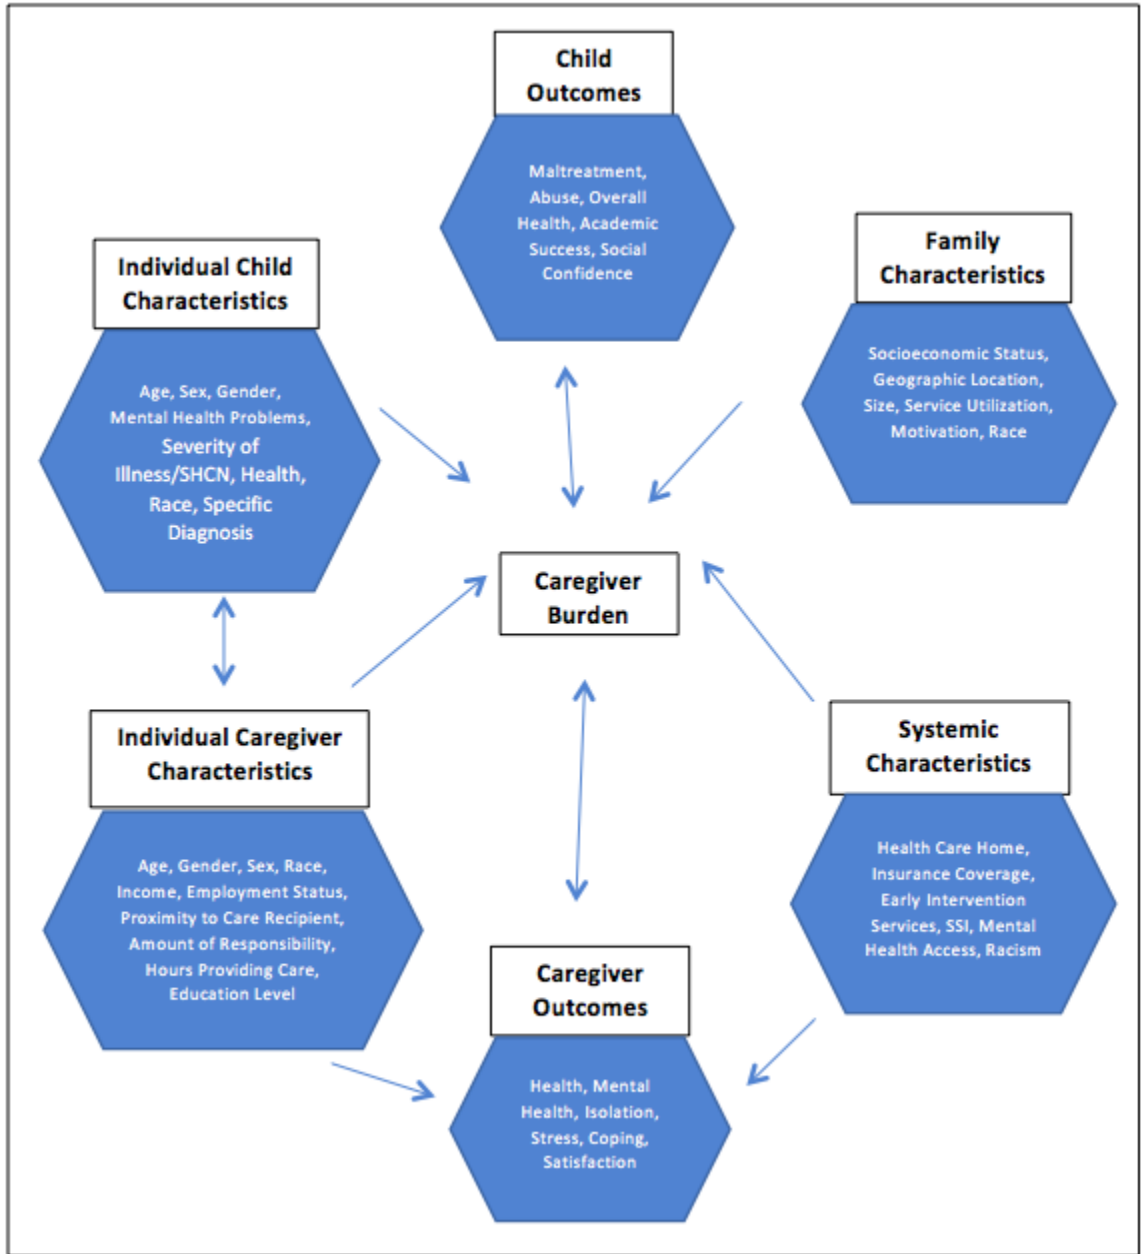 Child
Outcomes
Maltreatment,
Abuse, Overall
Health, Academic
Success, Social
Confidence
Individual Child
Characteristics
Age, Sex, Gender,
Mental Health Problems,
Severity of
Illness/SHCN, Health,
Race, Specific
Diagnosis
Family
Characteristics
Socioeconomic Status,
Geographic Location,
Size, Service Utilization,
Motivation, Race
Caregiver
Burden
Individual Caregiver
Characteristics
Age, Gender, Sex, Race,
Income, Employment Status,
Proximity to Care Recipient,
Amount of Responsibility,
Hours Providing Care,
Education Level
Systemic
Characteristics
Health Care Home,
Insurance Coverage,
Early Intervention
Services, SSI, Mental
Health Access, Racism
Caregiver
Outcomes
Health, Mental
Health, Isolation,
Stress, Coping,
Satisfaction